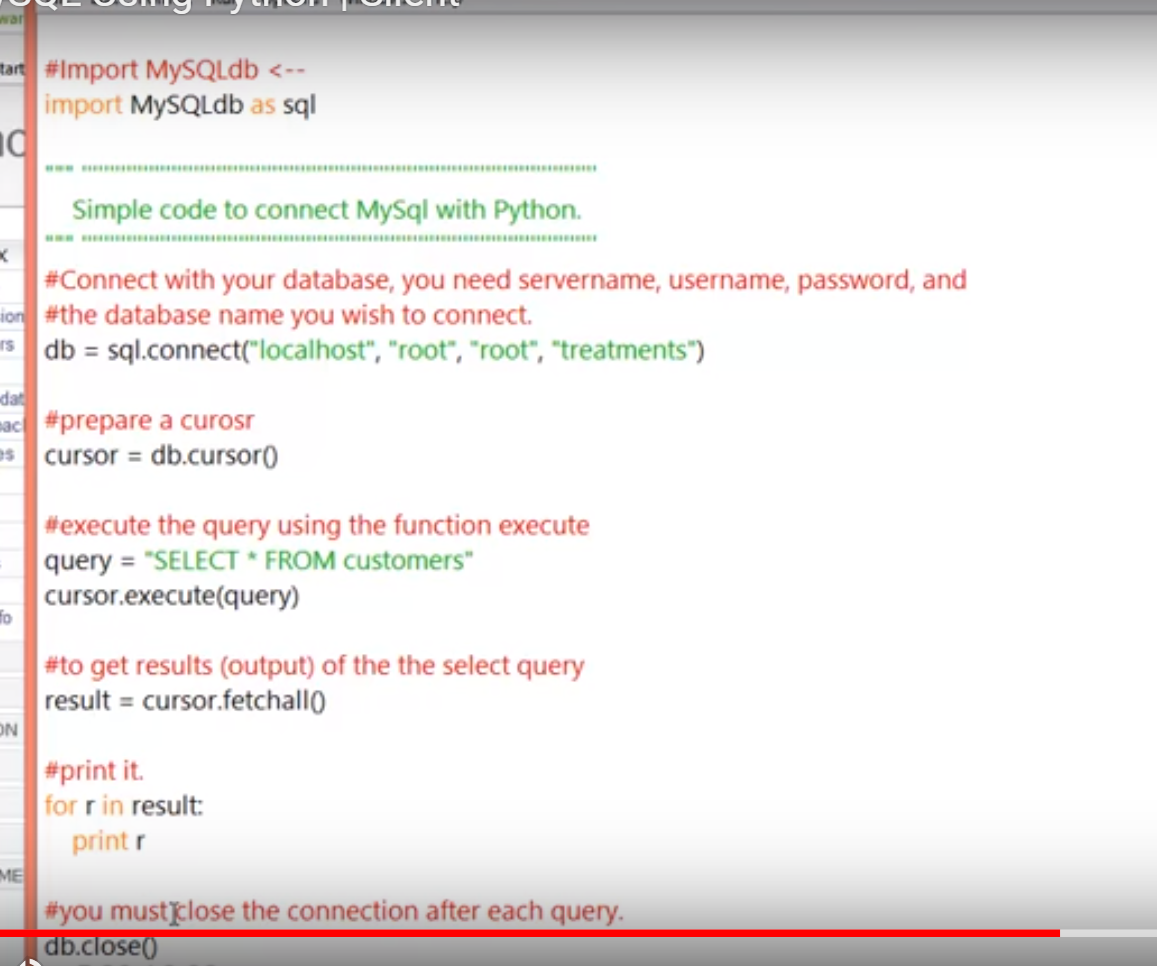 #Import MySQLdb <--
import MySQLdb as sql
Simple code to connect MySql with Python.
#Connect with your database, you need servername, username, password, and
#the database name you wish to connect.
db = sql.connect("localhost", "root", "root", "treatments")
#prepare a curosr
cursor = db.cursor()
#execute the query using the function execute
query = "SELECT * FROM customers"
cursor.execute(query)
#to get results (output) of the the select query
result = cursor.fetchall()
#print it.
for r in result:
print r
#you must close the connection after each query.
db.close()